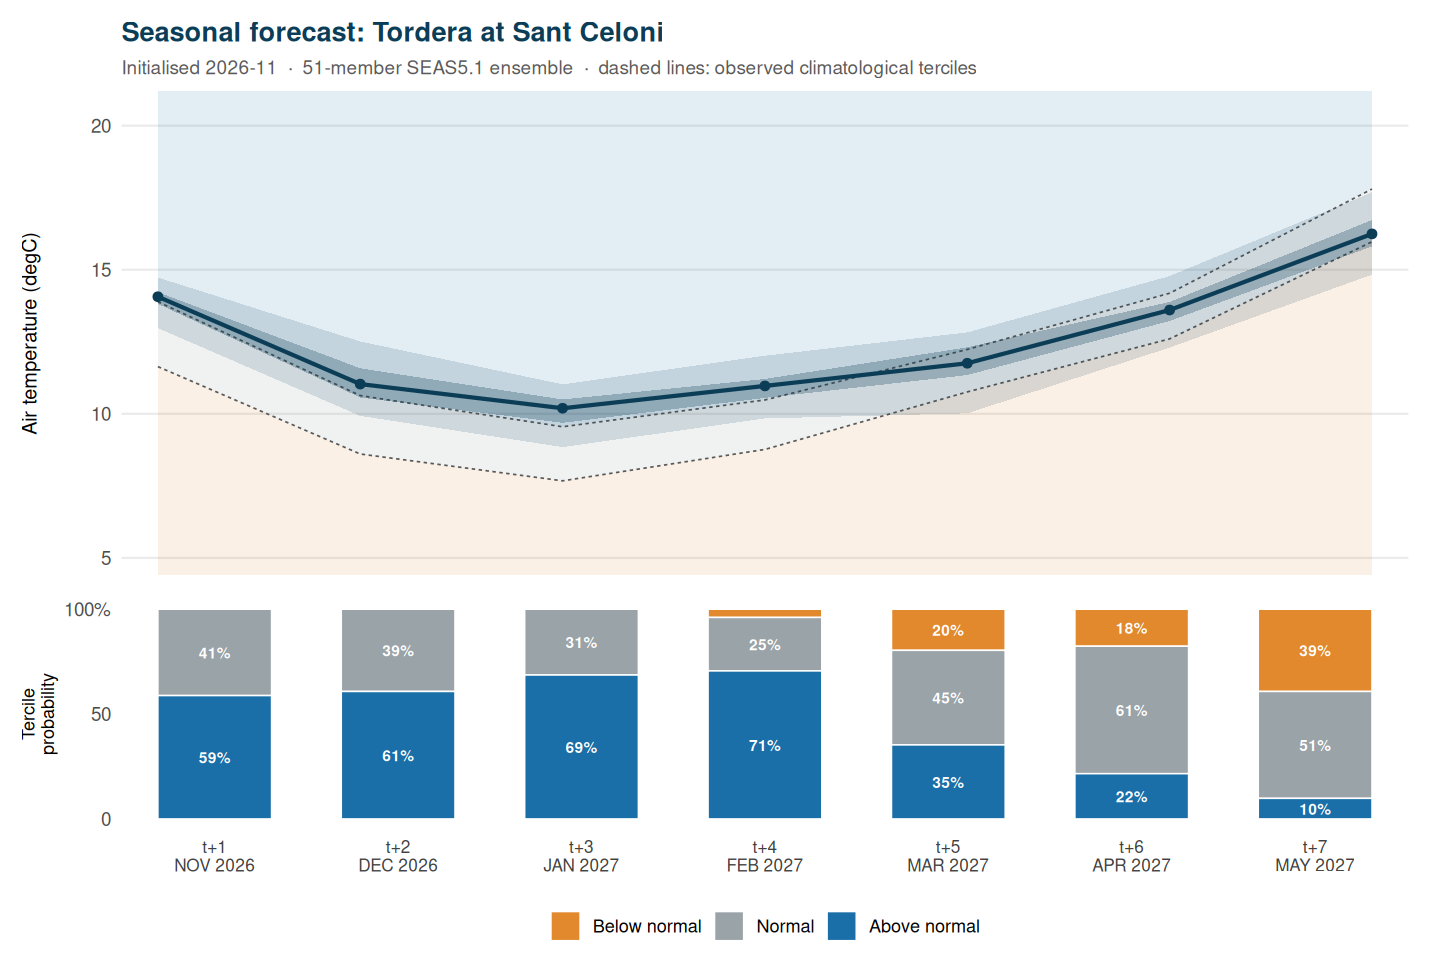 Seasonal forecast: Tordera at Sant Celoni
Initialised 2026-11 · 51-member SEAS5.1 ensemble · dashed lines: observed climatological terciles
Air temperature (degC)
20
15
10
5
Tercile
probability
100%
50
0
41%
59%
39%
61%
31%
69%
25%
71%
20%
45%
35%
18%
61%
22%
39%
51%
10%
t+1
NOV 2026
t+2
DEC 2026
t+3
JAN 2027
t+4
FEB 2027
t+5
MAR 2027
t+6
APR 2027
t+7
MAY 2027
Below normal
Normal
Above normal